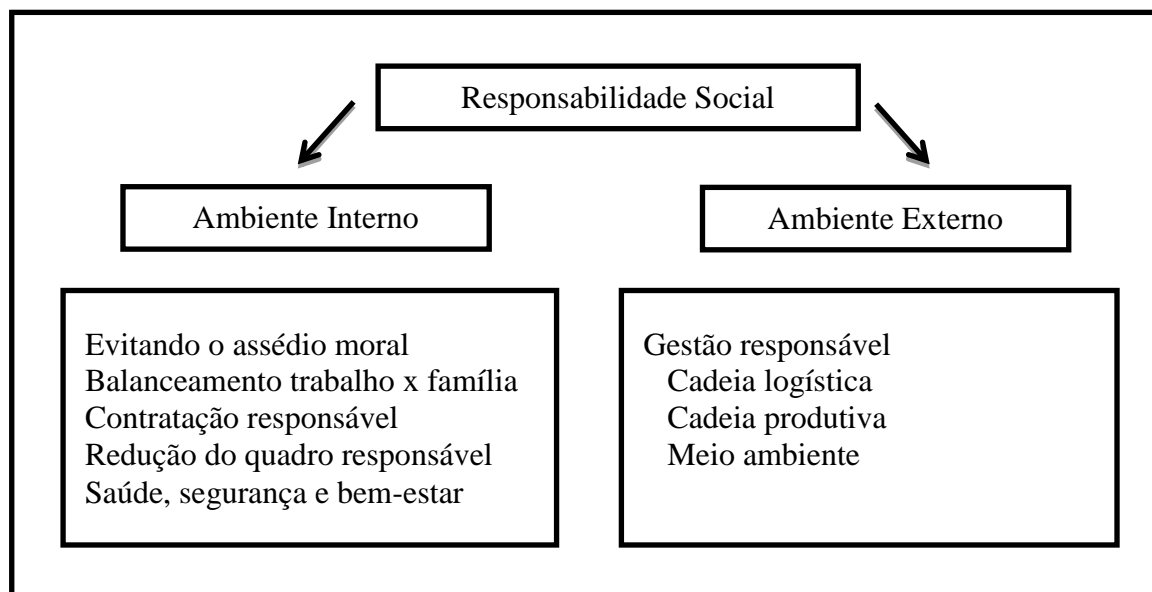 Responsabilidade Social
Ambiente Interno
Ambiente Externo
Evitando o assédio moral
Balanceamento trabalho x família
Contratação responsável
Redução do quadro responsável
Saúde, segurança e bem-estar
Gestão responsável
Cadeia logística
Cadeia produtiva
Meio ambiente